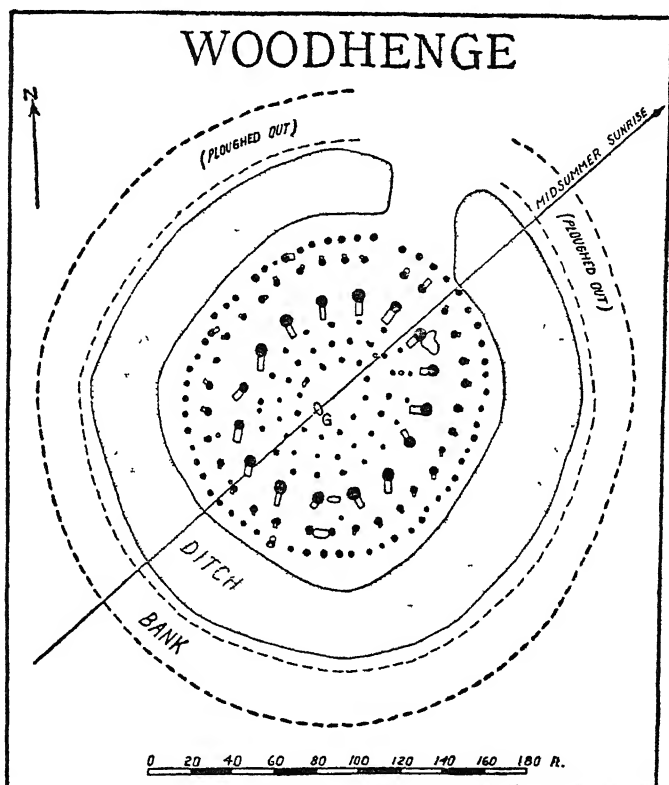 WOODHENGE
N
(PLOUGHED OUT)
MIDSUMMER SUNRISE
(PLOUGHED OUT)
G
DITCH
BANK
0 20 40 60 80 100 120 140 160 180 Ft.